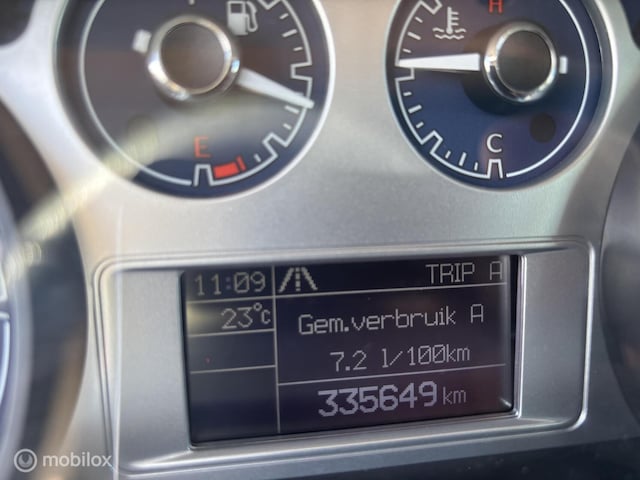 H
E
C
11:09
TRIP A
23°c
Gem.verbruik A
7.2 l/100km
335649 km
mobilox